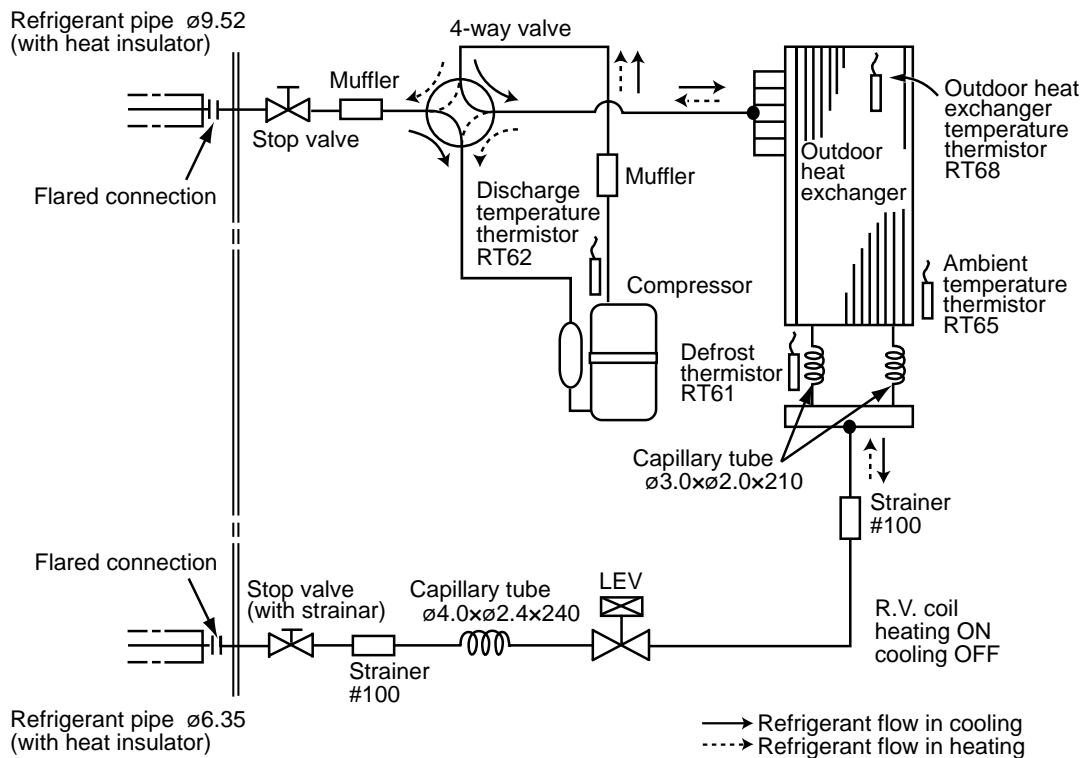 Refrigerant pipe ø9.52
(with heat insulator)
4-way valve
Muffler
Stop valve
Flared connection
Outdoor heat
exchanger
temperature
thermistor
RT68
Outdoor
heat
exchanger
Muffler
Discharge
temperature
thermistor
RT62
Compressor
Ambient
temperature
thermistor
RT65
Defrost
thermistor
RT61
Capillary tube
ø3.0×ø2.0×210
Strainer
#100
Flared connection
Stop valve
(with strainar)
Capillary tube
ø4.0×ø2.4×240
LEV
R.V. coil
heating ON
cooling OFF
Strainer
#100
Refrigerant pipe ø6.35
(with heat insulator)
Refrigerant flow in cooling
Refrigerant flow in heating